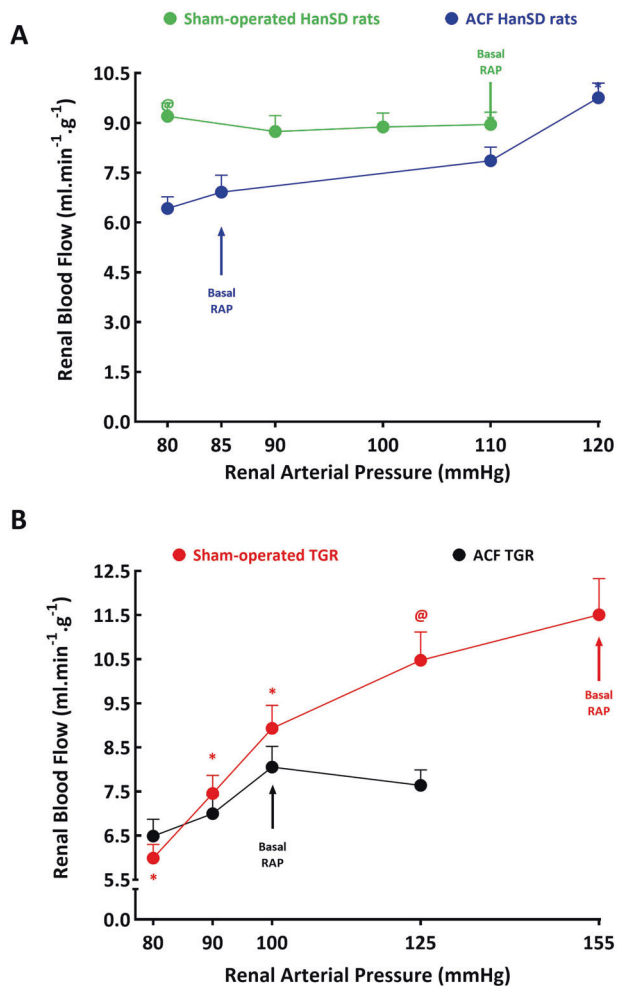 A
Sham-operated HanSD rats
ACF HanSD rats
Renal Blood Flow (ml.min⁻¹.g⁻¹)
10.5
9.0
7.5
6.0
4.5
3.0
1.5
0.0
@
Basal
RAP
*
Basal
RAP
80
85
90
100
110
120
Renal Arterial Pressure (mmHg)
B
Sham-operated TGR
ACF TGR
Renal Blood Flow (ml.min⁻¹.g⁻¹)
12.5
11.5
10.5
9.5
8.5
7.5
6.5
5.5
0.0
*
*
*
@
Basal
RAP
Basal
RAP
80
90
100
125
155
Renal Arterial Pressure (mmHg)